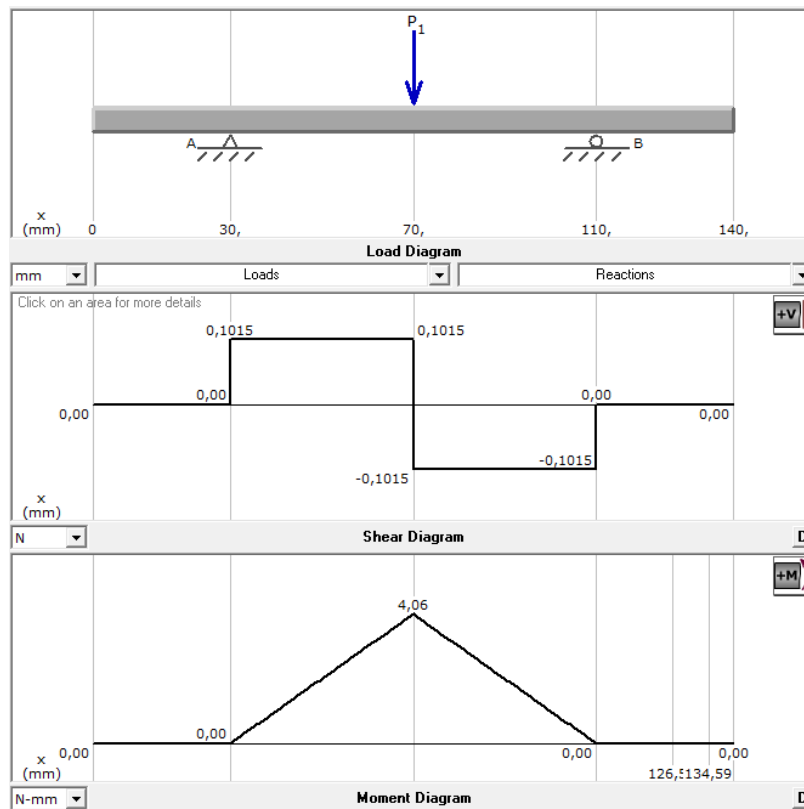 P1
A
B
x
(mm)
0
30,
70,
110,
140,
Load Diagram
mm
Loads
Reactions
Click on an area for more details
+V
0,1015
0,1015
0,00
0,00
0,00
0,00
-0,1015
-0,1015
x
(mm)
N
Shear Diagram
D
+M
4,06
0,00
0,00
0,00
0,00
x
(mm)
134,59
N-mm
Moment Diagram
D